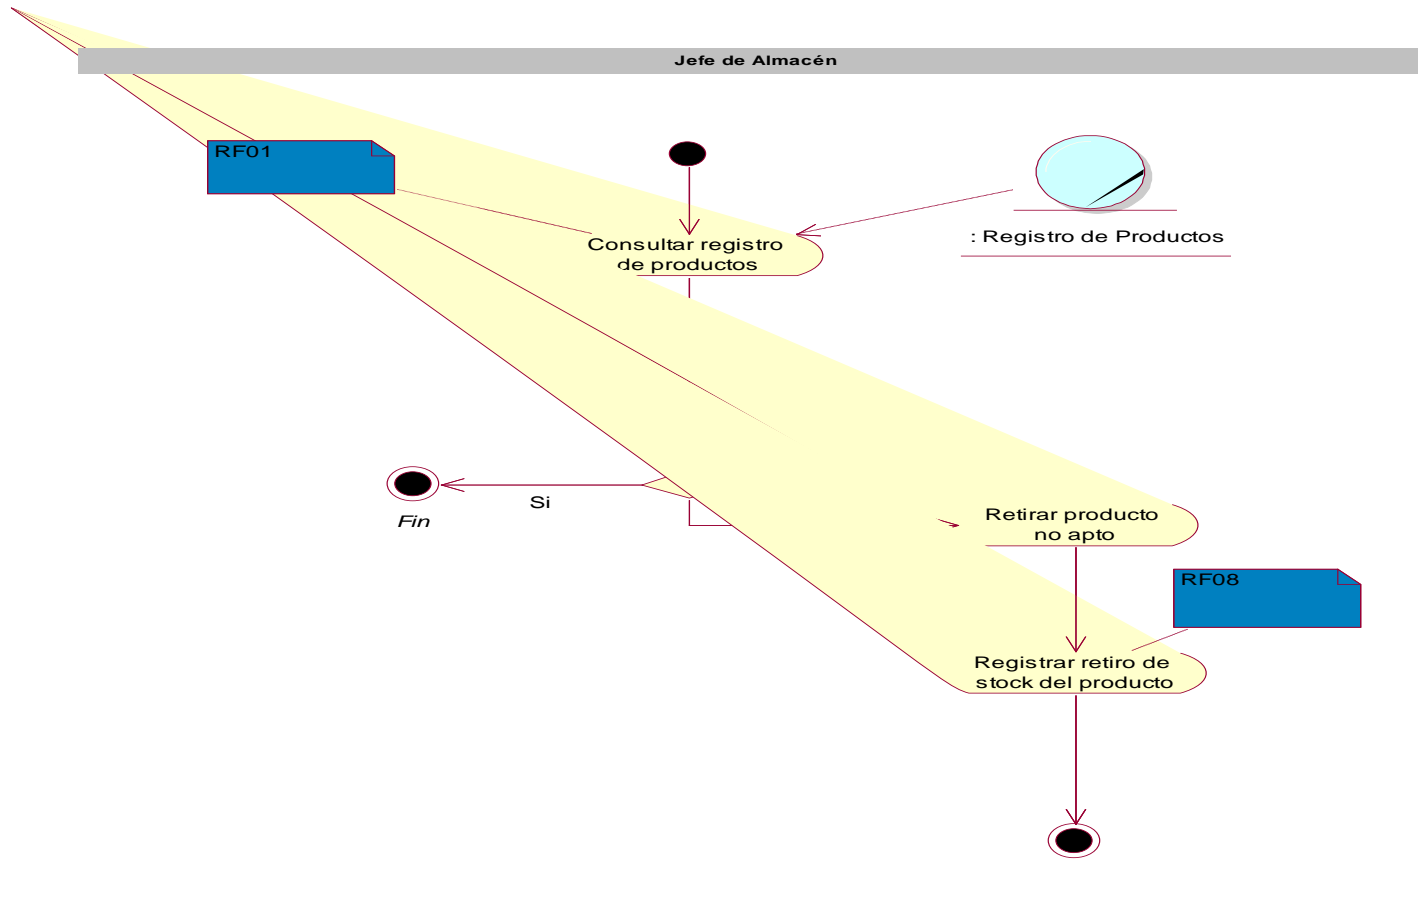 Jefe de Almacén
RF01
Consultar registro
de productos
: Registro de Productos
Si
Fin
Retirar producto
no apto
RF08
Registrar retiro de
stock del producto